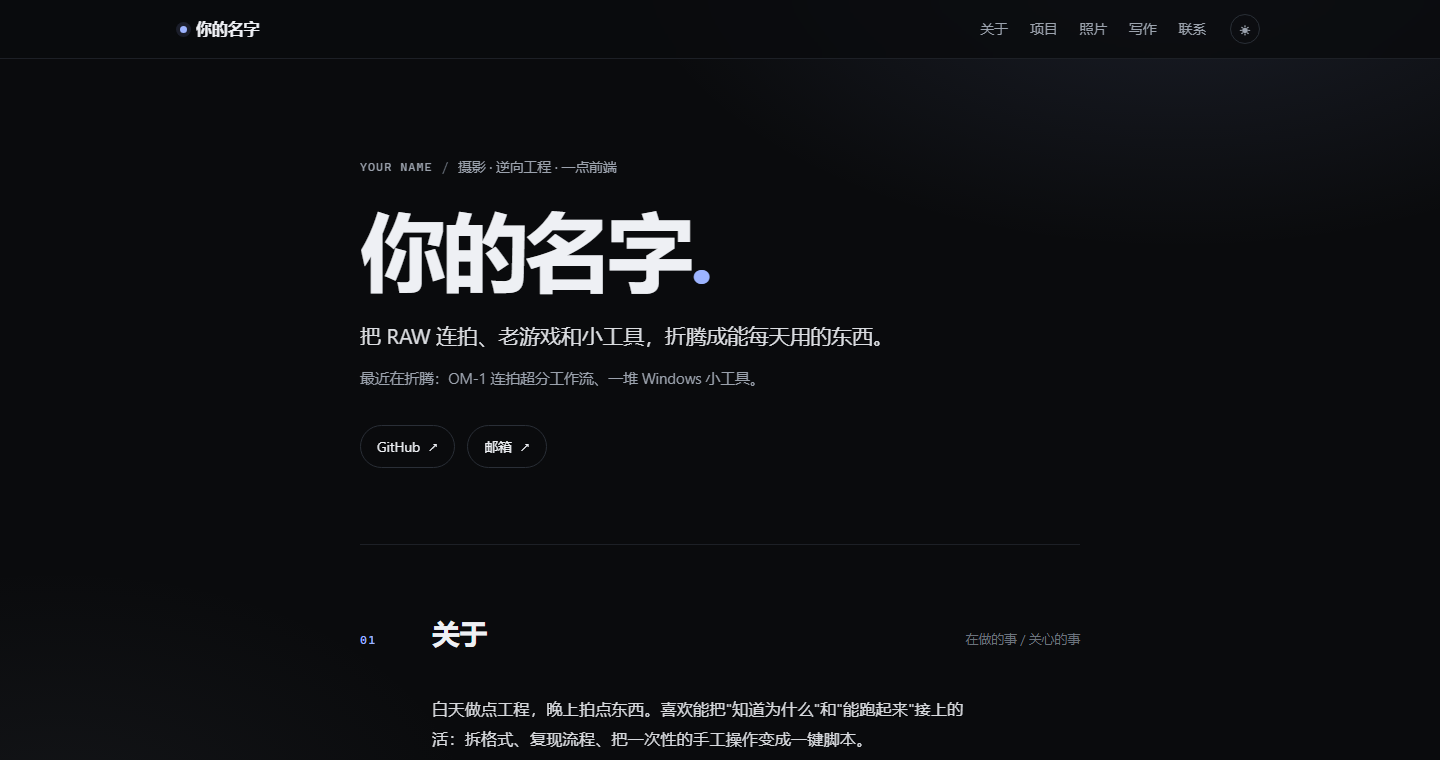 你的名字
关于 项目 照片 写作 联系
YOUR NAME / 摄影 · 逆向工程 · 一点前端
你的名字.
把 RAW 连拍、老游戏和小工具，折腾成能每天用的东西。
最近在折腾：OM-1 连拍超分工作流、一堆 Windows 小工具。
GitHub ↗ 邮箱 ↗
01 关于 在做的事 / 关心的事
白天做点工程，晚上拍点东西。喜欢能把"知道为什么"和"能跑起来"接上的
活：拆格式、复现流程、把一次性的手工操作变成一键脚本。